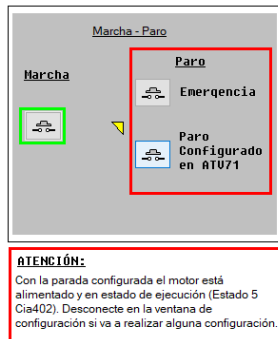 Marcha - Paro
Marcha
Paro
Emergencia
Paro
Configurado
en ATV71
ATENCIÓN:
Con la parada configurada el motor está
alimentado y en estado de ejecución (Estado 5
Cia402). Desconecte en la ventana de
configuración si va a realizar alguna configuración.